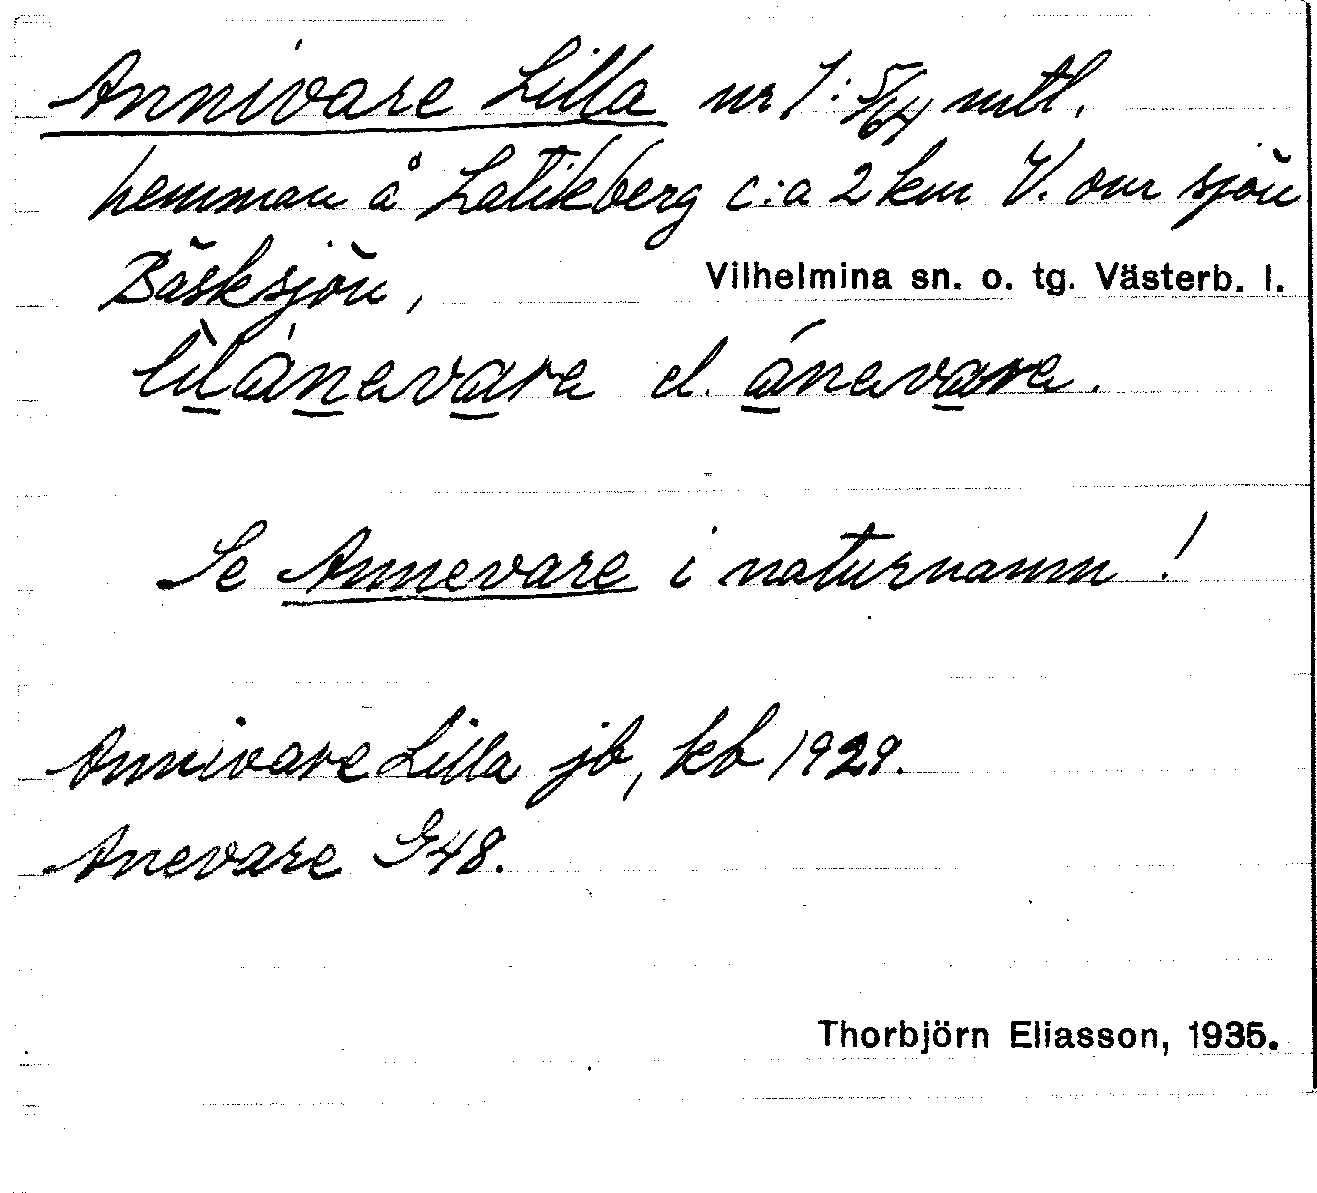 Annivare Lilla nr 1: 5/64 mtl.
hemman å Latikberg c:a 2 km V. om sjön
Bäsksjön, Vilhelmina sn. o. tg. Västerb. l.
lìlánevare el. ánevare.
Se Annevare i naturnamn!
Annivare Lilla jb, kb 1929.
Anevare G48.
Thorbjörn Eliasson, 1935.